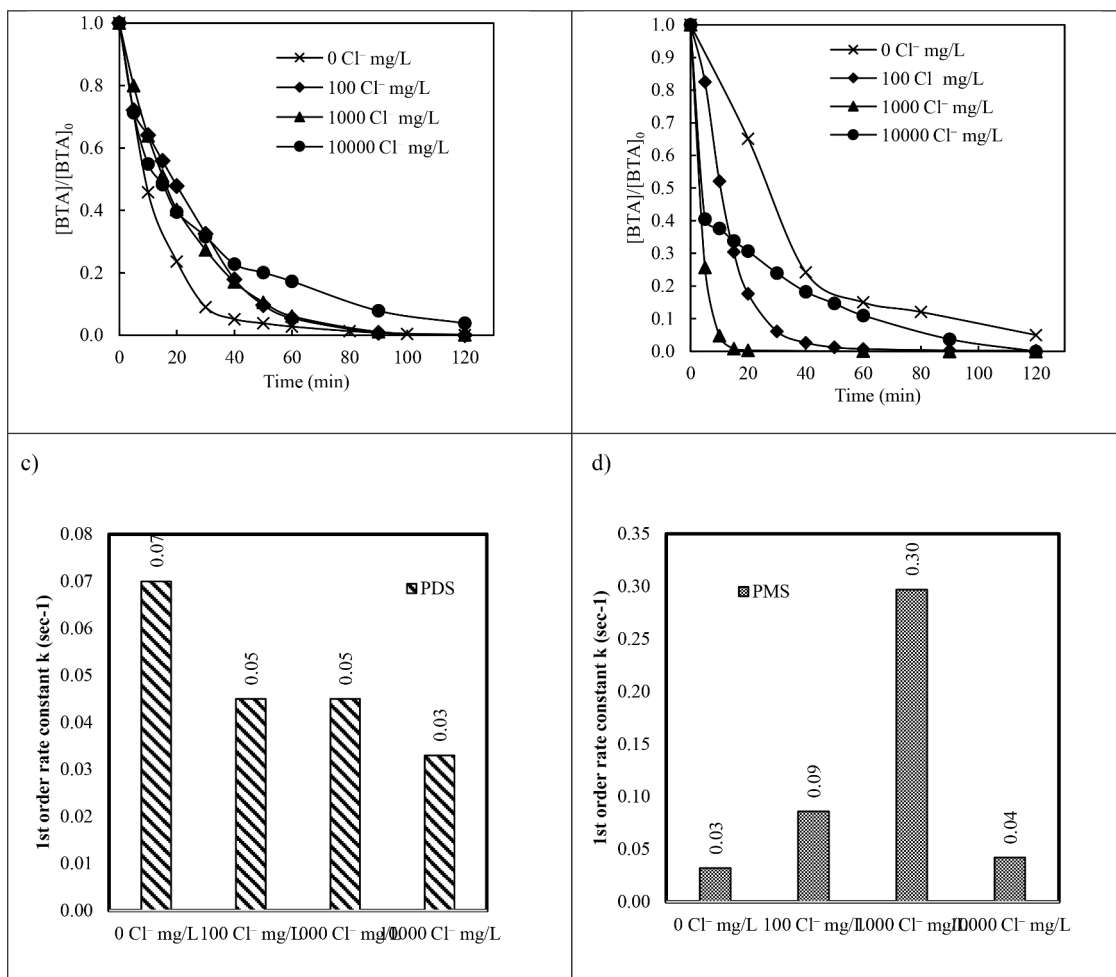 1.0
0.8
0.6
0.4
0.2
0.0
[BTA]/[BTA]0
0 Cl⁻ mg/L
100 Cl⁻ mg/L
1000 Cl⁻ mg/L
10000 Cl⁻ mg/L
0 20 40 60 80 100 120
Time (min)
1.0
0.9
0.8
0.7
0.6
0.5
0.4
0.3
0.2
0.1
0.0
[BTA]/[BTA]0
0 Cl⁻ mg/L
100 Cl mg/L
1000 Cl⁻ mg/L
10000 Cl⁻ mg/L
0 20 40 60 80 100 120
Time (min)
c)
0.08
0.07
0.06
0.05
0.04
0.03
0.02
0.01
0.00
1st order rate constant k (sec-1)
0.07
0.05
0.05
0.03
PDS
0 Cl⁻ mg/L 100 Cl⁻ mg/L 1000 Cl⁻ mg/L 10000 Cl⁻ mg/L
d)
0.35
0.30
0.25
0.20
0.15
0.10
0.05
0.00
1st order rate constant k (sec-1)
0.03
0.09
0.30
0.04
PMS
0 Cl⁻ mg/L 100 Cl⁻ mg/L 1000 Cl⁻ mg/L 10000 Cl⁻ mg/L